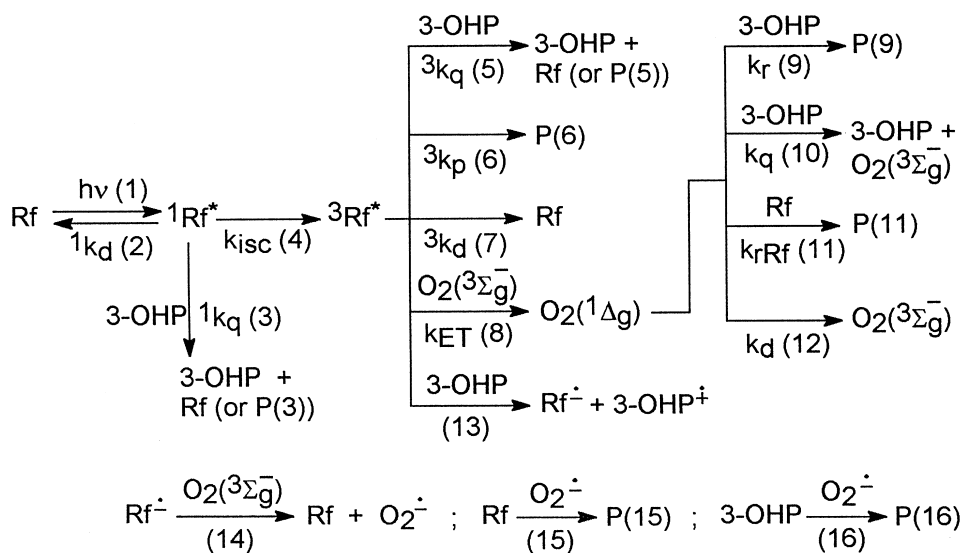 3-OHP
³kq (5)
3-OHP +
Rf (or P(5))
³kp (6)
P(6)
Rf
hν (1)
¹kd (2)
¹Rf*
kisc (4)
³Rf*
³kd (7)
Rf
3-OHP
¹kq (3)
3-OHP +
Rf (or P(3))
O2(³Σg⁻)
kET (8)
O2(¹Δg)
3-OHP
(13)
Rf∸ + 3-OHP∔
3-OHP
kr (9)
P(9)
3-OHP
kq (10)
3-OHP +
O2(³Σg⁻)
Rf
krRf (11)
P(11)
kd (12)
O2(³Σg⁻)
Rf∸ O2(³Σg⁻) (14) Rf + O2∸ ; Rf O2∸ (15) P(15) ; 3-OHP O2∸ (16) P(16)